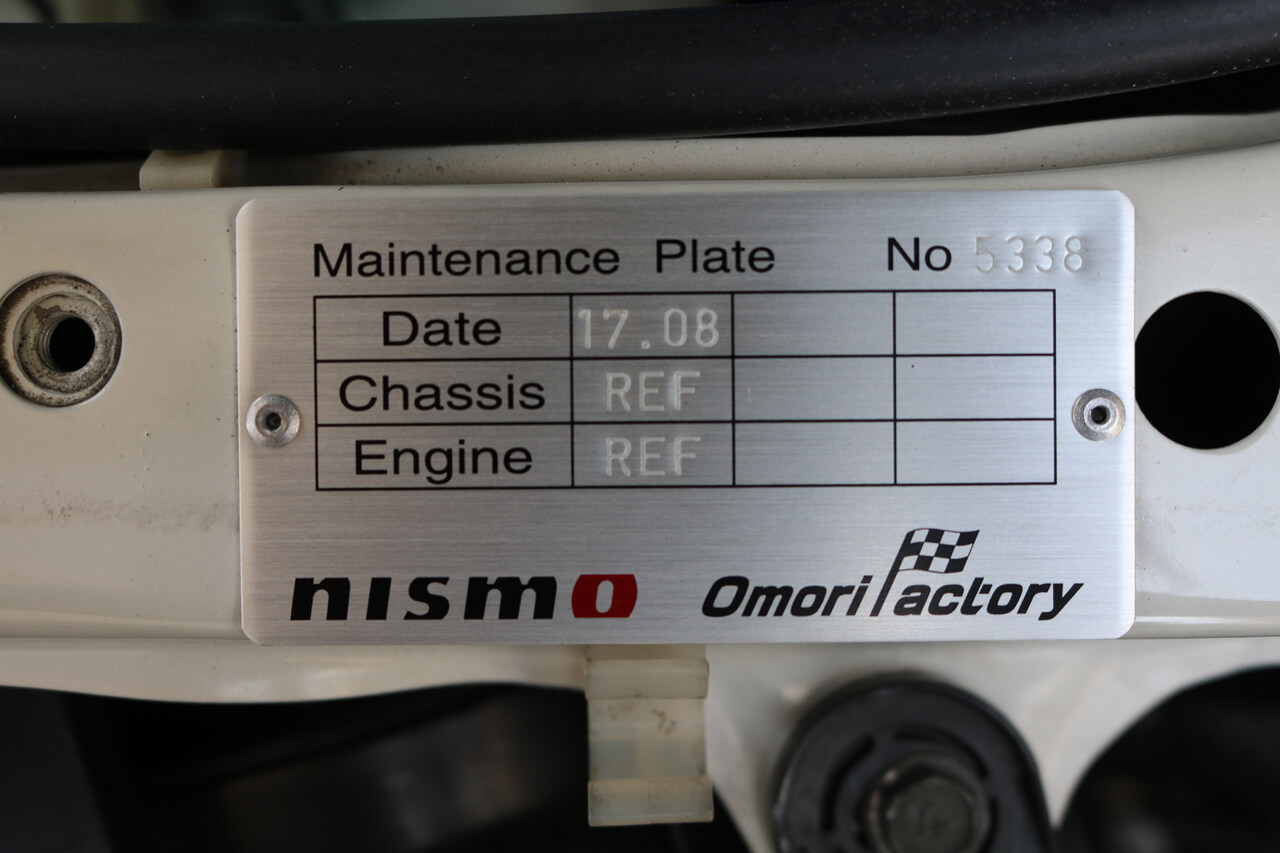 Maintenance Plate No 5338
Date 17.08
Chassis REF
Engine REF
nismo Omori Factory